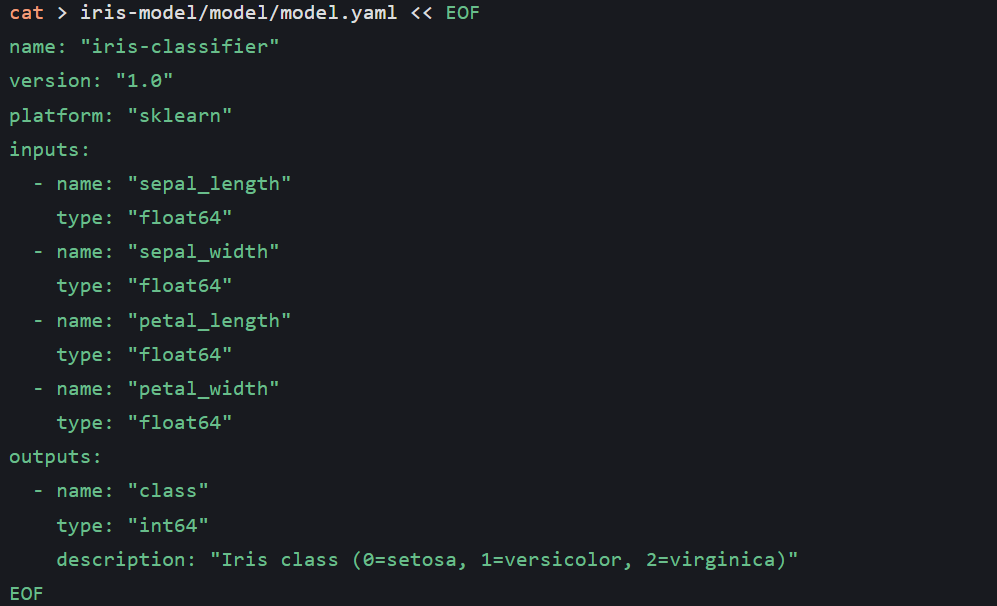 cat > iris-model/model/model.yaml << EOF
name: "iris-classifier"
version: "1.0"
platform: "sklearn"
inputs:
  - name: "sepal_length"
    type: "float64"
  - name: "sepal_width"
    type: "float64"
  - name: "petal_length"
    type: "float64"
  - name: "petal_width"
    type: "float64"
outputs:
  - name: "class"
    type: "int64"
    description: "Iris class (0=setosa, 1=versicolor, 2=virginica)"
EOF